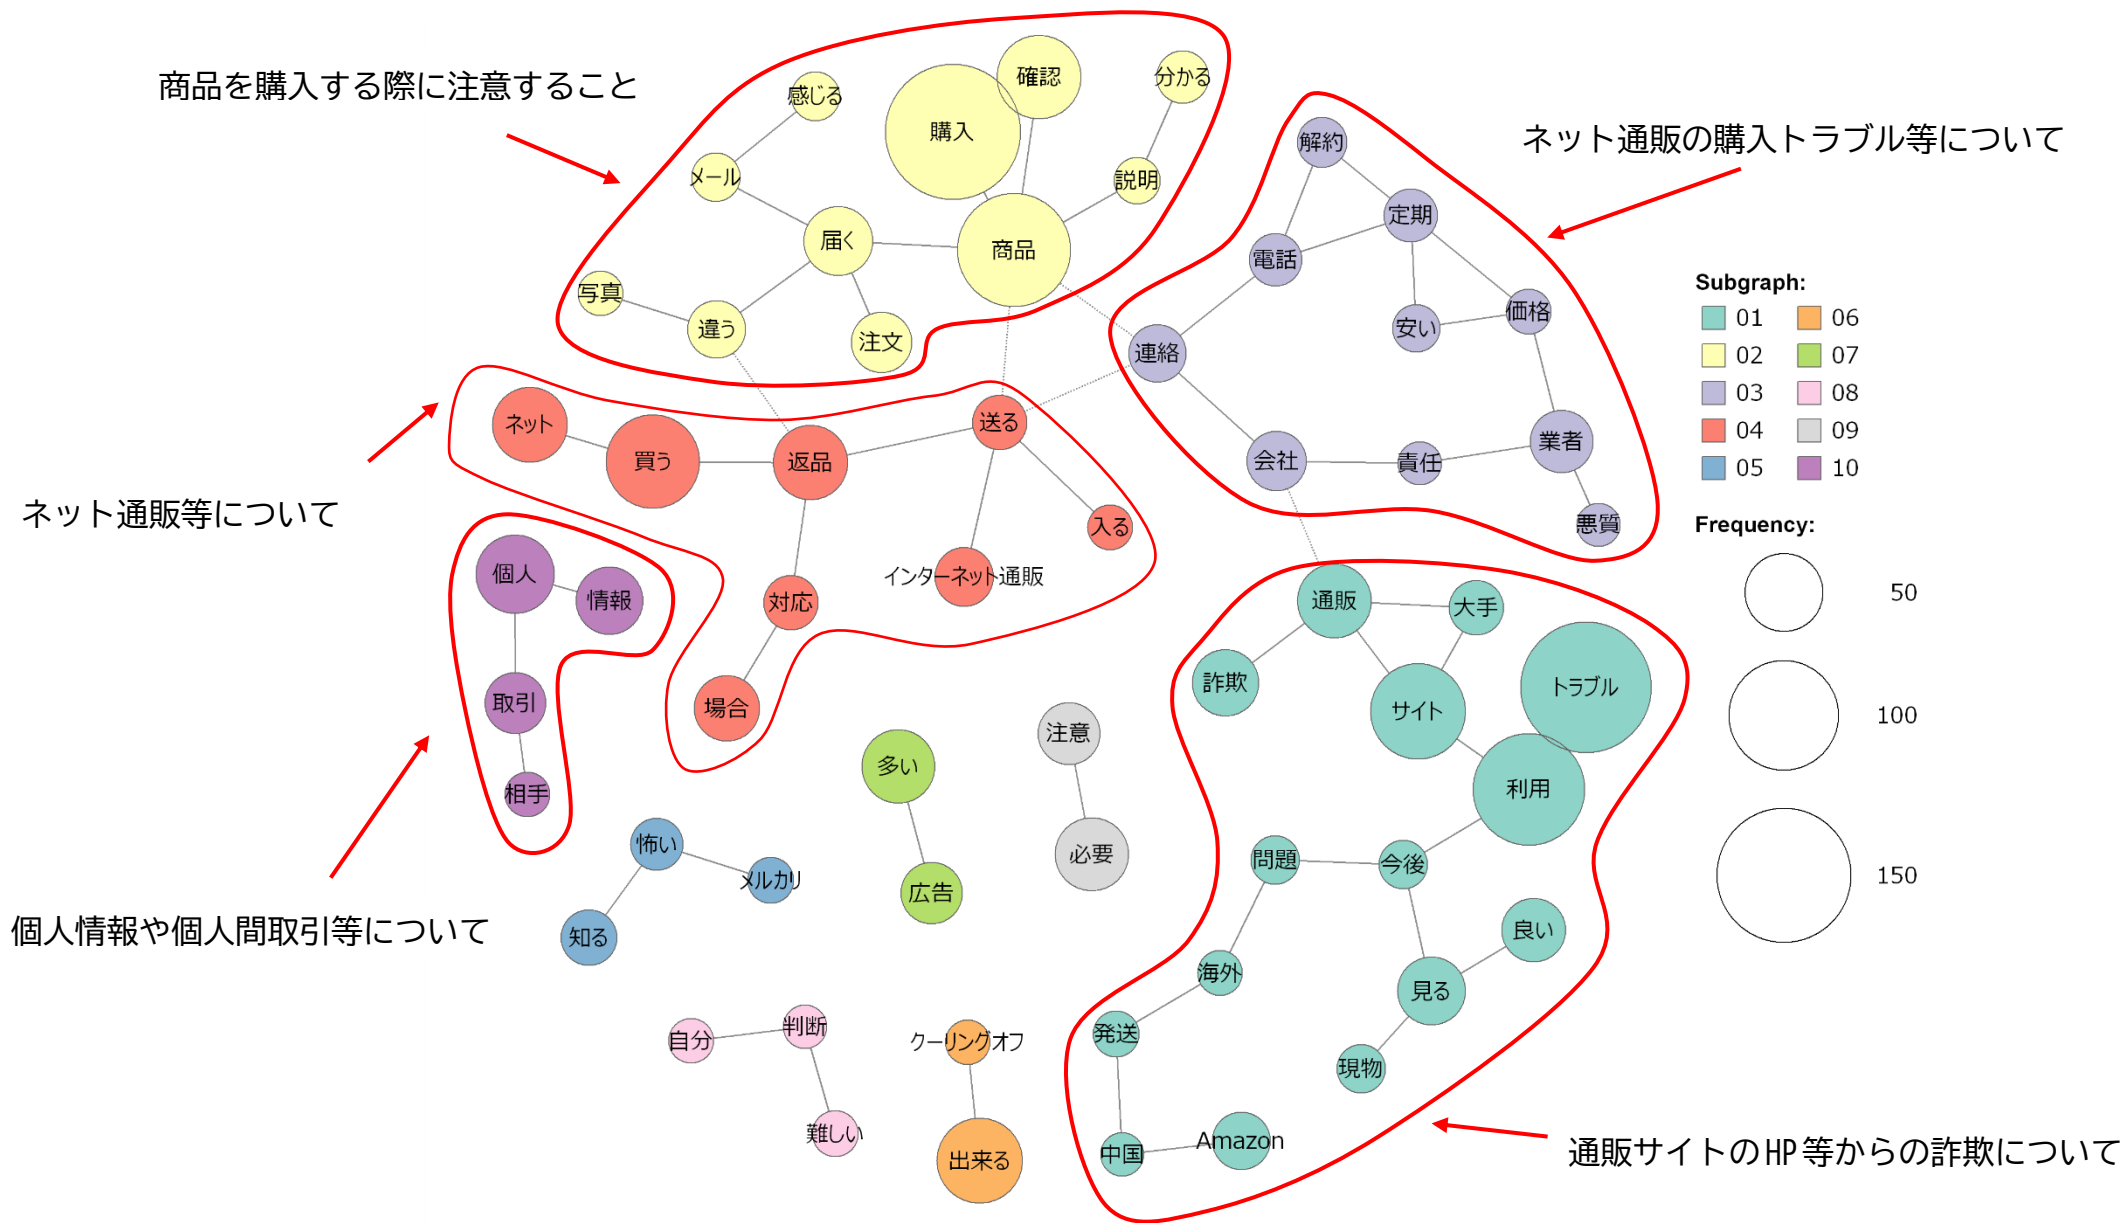 商品を購入する際に注意すること
感じる
確認
分かる
購入
メール
説明
届く
商品
写真
違う
注文
ネット通販の購入トラブル等について
解約
定期
電話
価格
安い
連絡
会社
責任
業者
悪質
ネット
買う
返品
送る
入る
インターネット通販
対応
場合
ネット通販等について
個人
情報
取引
相手
個人情報や個人間取引等について
Subgraph:
01
06
02
07
03
08
04
09
05
10
Frequency:
50
100
150
通販
大手
詐欺
サイト
トラブル
利用
問題
今後
良い
海外
見る
発送
現物
中国
Amazon
通販サイトのHP等からの詐欺について
注意
必要
多い
広告
怖い
メルカリ
知る
自分
判断
難しい
クーリングオフ
出来る